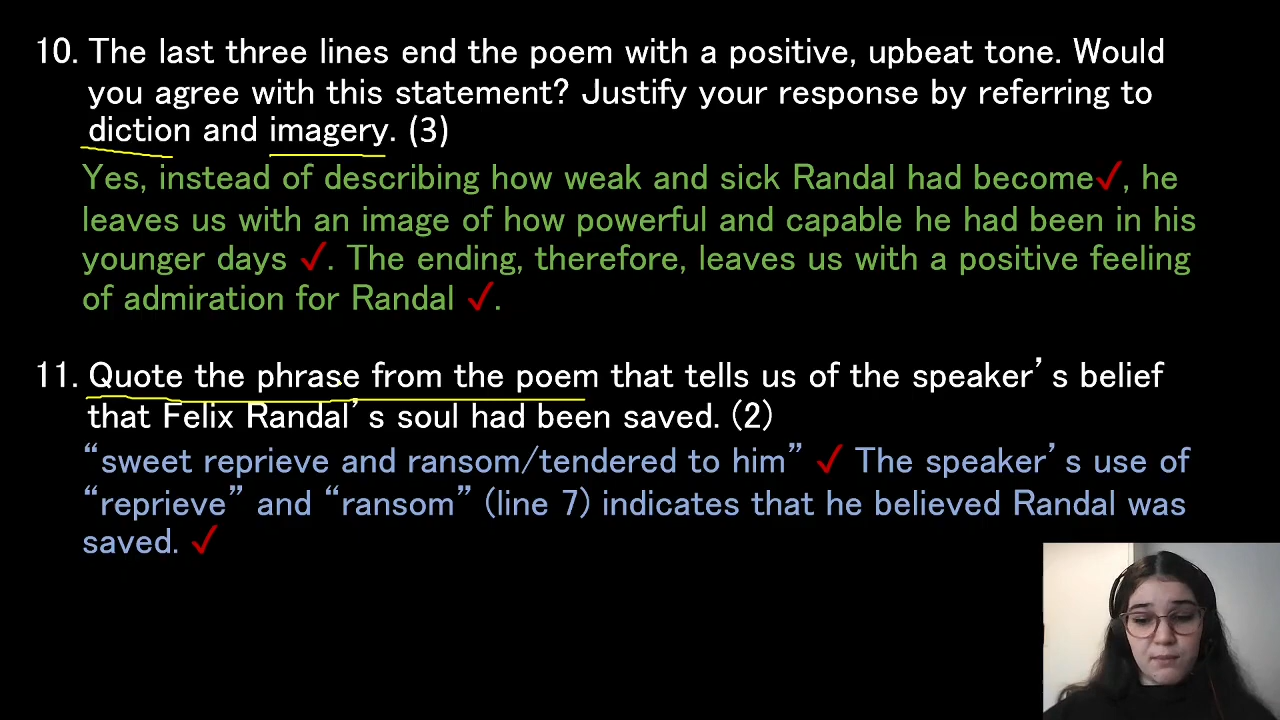 10. The last three lines end the poem with a positive, upbeat tone. Would
you agree with this statement? Justify your response by referring to
diction and imagery. (3)
Yes, instead of describing how weak and sick Randal had become✓, he
leaves us with an image of how powerful and capable he had been in his
younger days ✓. The ending, therefore, leaves us with a positive feeling
of admiration for Randal ✓.
11. Quote the phrase from the poem that tells us of the speaker’s belief
that Felix Randal’s soul had been saved. (2)
“sweet reprieve and ransom/tendered to him” ✓ The speaker’s use of
“reprieve” and “ransom” (line 7) indicates that he believed Randal was
saved. ✓